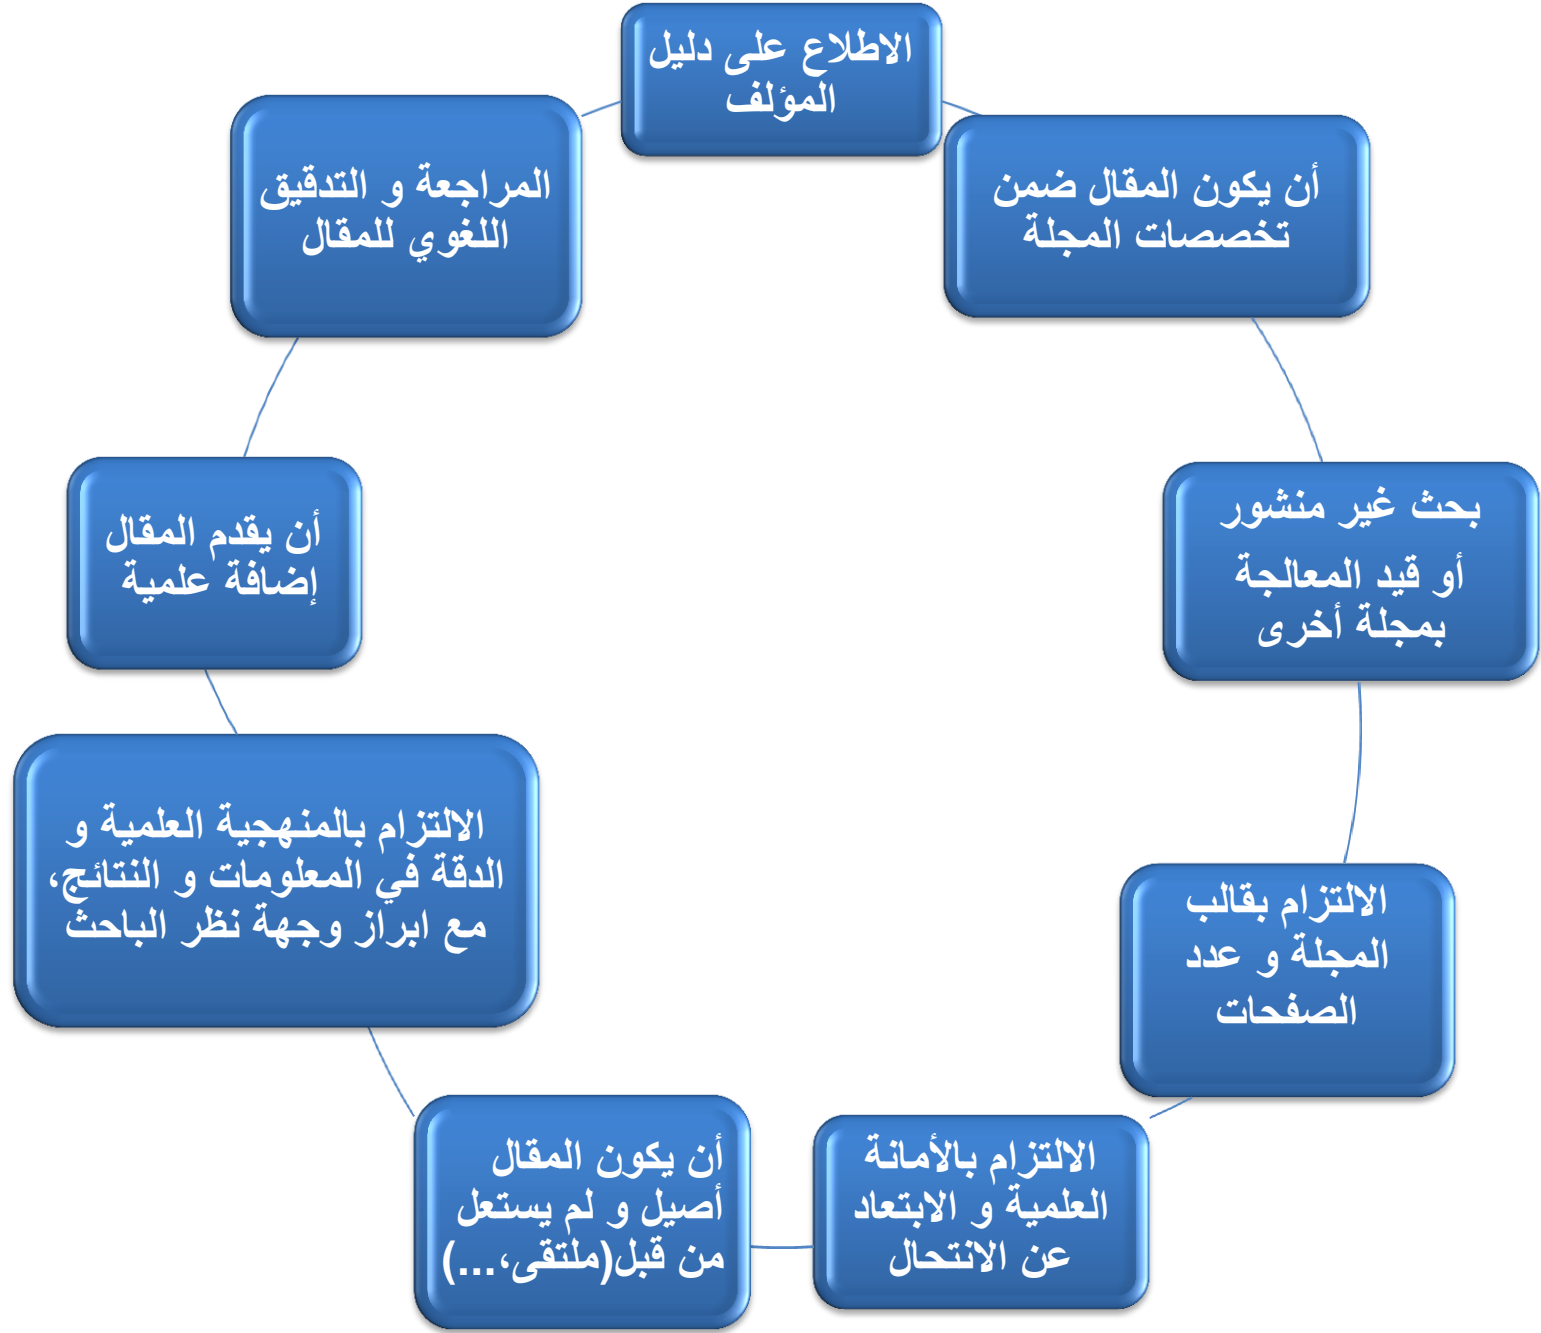 الاطلاع على دليل
المؤلف
أن يكون المقال ضمن
تخصصات المجلة
بحث غير منشور
أو قيد المعالجة
بمجلة أخرى
الالتزام بقالب
المجلة و عدد
الصفحات
الالتزام بالأمانة
العلمية و الابتعاد
عن الانتحال
أن يكون المقال
أصيل و لم يستعل
من قبل(ملتقى،...)
الالتزام بالمنهجية العلمية و
الدقة في المعلومات و النتائج،
مع ابراز وجهة نظر الباحث
أن يقدم المقال
إضافة علمية
المراجعة و التدقيق
اللغوي للمقال